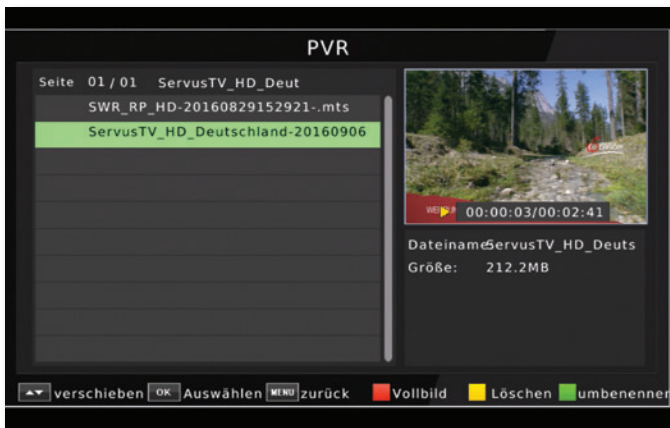 PVR
Seite 01/01 ServusTV_HD_Deut
SWR_RP_HD-20160829152921-.mts
ServusTV_HD_Deutschland-20160906
00:00:03/00:02:41
DateinameServusTV_HD_Deuts
Größe: 212.2MB
verschieben OK Auswählen MENU zurück Vollbild Löschen umbenenner